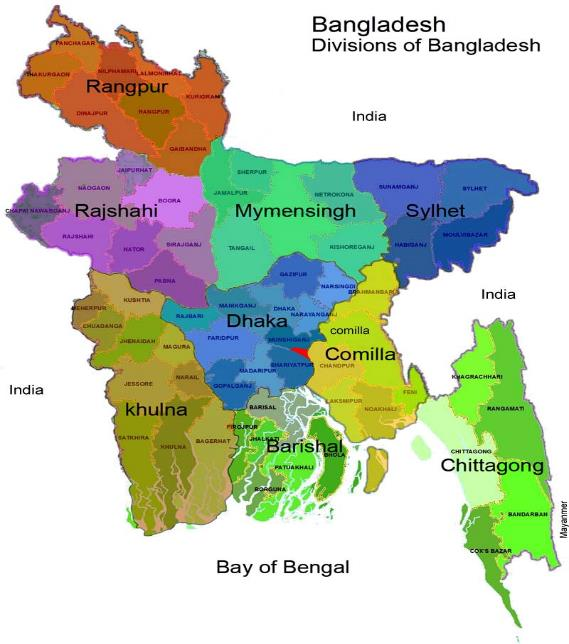 Bangladesh
Divisions of Bangladesh
PANCHAGAR
THAKURGAON
NILPHAMARI
LALMONIRHAT
Rangpur
KURIGRAM
DINAJPUR
RANGPUR
GAIBANDHA
India
JAIPURHAT
NAOGAON
BOGRA
CHAPAI NAWABGANJ
Rajshahi
RAJSHAHI
NATOR
SIRAJGANJ
PABNA
SHERPUR
JAMALPUR
NETROKONA
Mymensingh
TANGAIL
KISHOREGANJ
SUNAMGANJ
SYLHET
Sylhet
HABIGANJ
MOULVIBAZAR
GAZIPUR
NARSINGDI
MANIKGANJ
DHAKA
NARAYANGANJ
RAJBARI
Dhaka
FARIDPUR
MUNSHIGANJ
SHARIYATPUR
MADARIPUR
GOPALGANJ
BRAHMANBARI
comilla
Comilla
CHANDPUR
LAKSMIPUR
NOAKHALI
FENI
India
KUSHTIA
MEHERPUR
CHUADANGA
JHENAIDAH
MAGURA
JESSORE
NARAIL
India
khulna
SATKHIRA
KHULNA
BAGERHAT
BARISAL
PIROJPUR
JHALKATI
Barishal
BHOLA
PATUAKHALI
BORGUNA
KHAGRACHHARI
RANGAMATI
CHITTAGONG
Chittagong
BANDARBAN
COX'S BAZAR
Mayanmer
Bay of Bengal